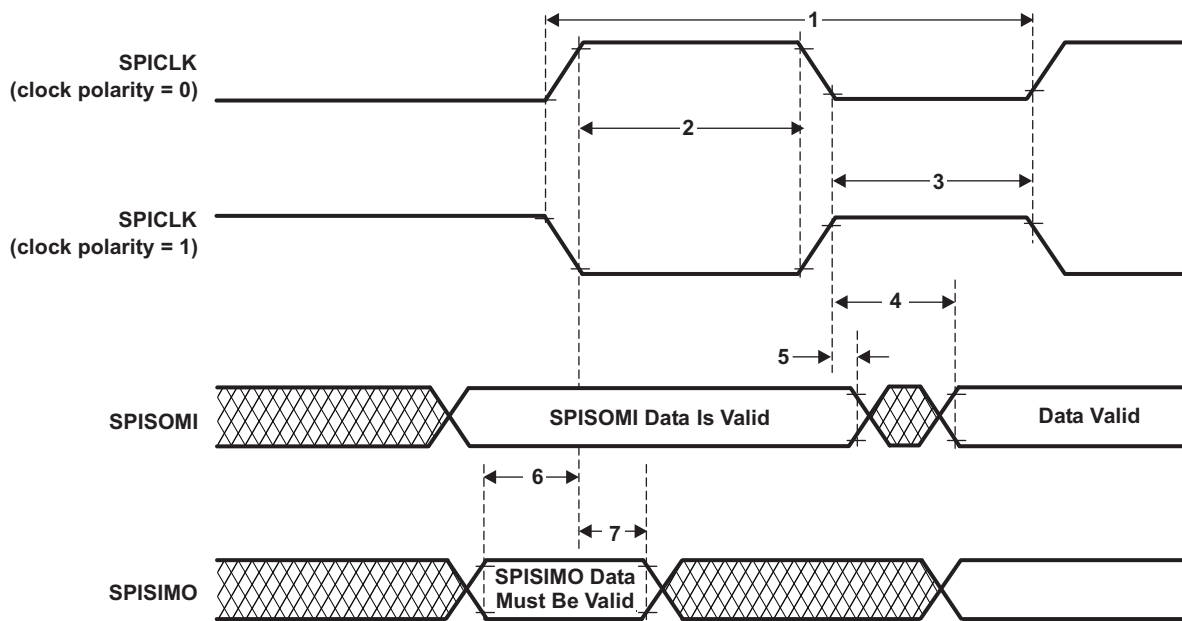 1
SPICLK
(clock polarity = 0)
2
3
SPICLK
(clock polarity = 1)
4
5
SPISOMI
SPISOMI Data Is Valid
Data Valid
6
7
SPISIMO
SPISIMO Data
Must Be Valid